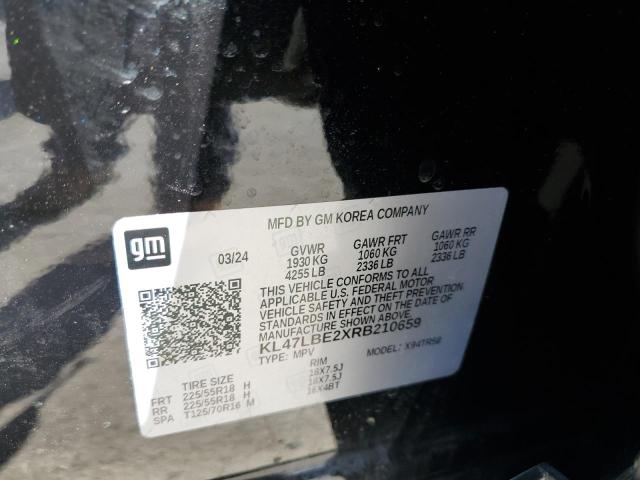 MFD BY GM KOREA COMPANY
gm
03/24 GVWR GAWR FRT GAWR RR
1930 KG 1060 KG 1060 KG
4255 LB 2336 LB 2336 LB
THIS VEHICLE CONFORMS TO ALL
APPLICABLE U.S. FEDERAL MOTOR
VEHICLE SAFETY AND THEFT PREVENTION
STANDARDS IN EFFECT ON THE DATE OF
MANUFACTURE SHOWN ABOVE.
KL47LBE2XRB210659
TYPE: MPV MODEL: X94TR58
TIRE SIZE RIM
FRT 225/55R18 H 18X7.5J
RR 225/55R18 H 18X7.5J
SPA T125/70R16 M 16X4BT